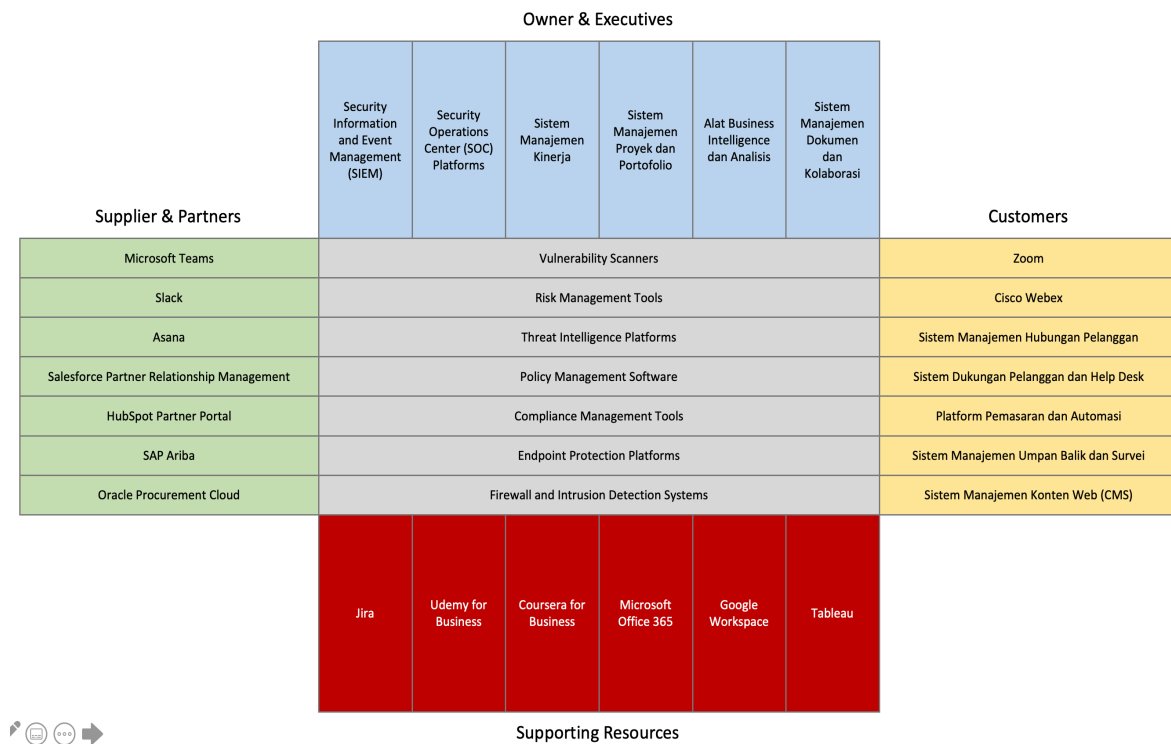 Owner & Executives
Security
Information
and Event
Management
(SIEM)
Security
Operations
Center (SOC)
Platforms
Sistem
Manajemen
Kinerja
Sistem
Manajemen
Proyek dan
Portofolio
Alat Business
Intelligence
dan Analisis
Sistem
Manajemen
Dokumen
dan
Kolaborasi
Supplier & Partners
Customers
Microsoft Teams
Vulnerability Scanners
Zoom
Slack
Risk Management Tools
Cisco Webex
Asana
Threat Intelligence Platforms
Sistem Manajemen Hubungan Pelanggan
Salesforce Partner Relationship Management
Policy Management Software
Sistem Dukungan Pelanggan dan Help Desk
HubSpot Partner Portal
Compliance Management Tools
Platform Pemasaran dan Automasi
SAP Ariba
Endpoint Protection Platforms
Sistem Manajemen Umpan Balik dan Survei
Oracle Procurement Cloud
Firewall and Intrusion Detection Systems
Sistem Manajemen Konten Web (CMS)
Jira
Udemy for
Business
Coursera for
Business
Microsoft
Office 365
Google
Workspace
Tableau
Supporting Resources